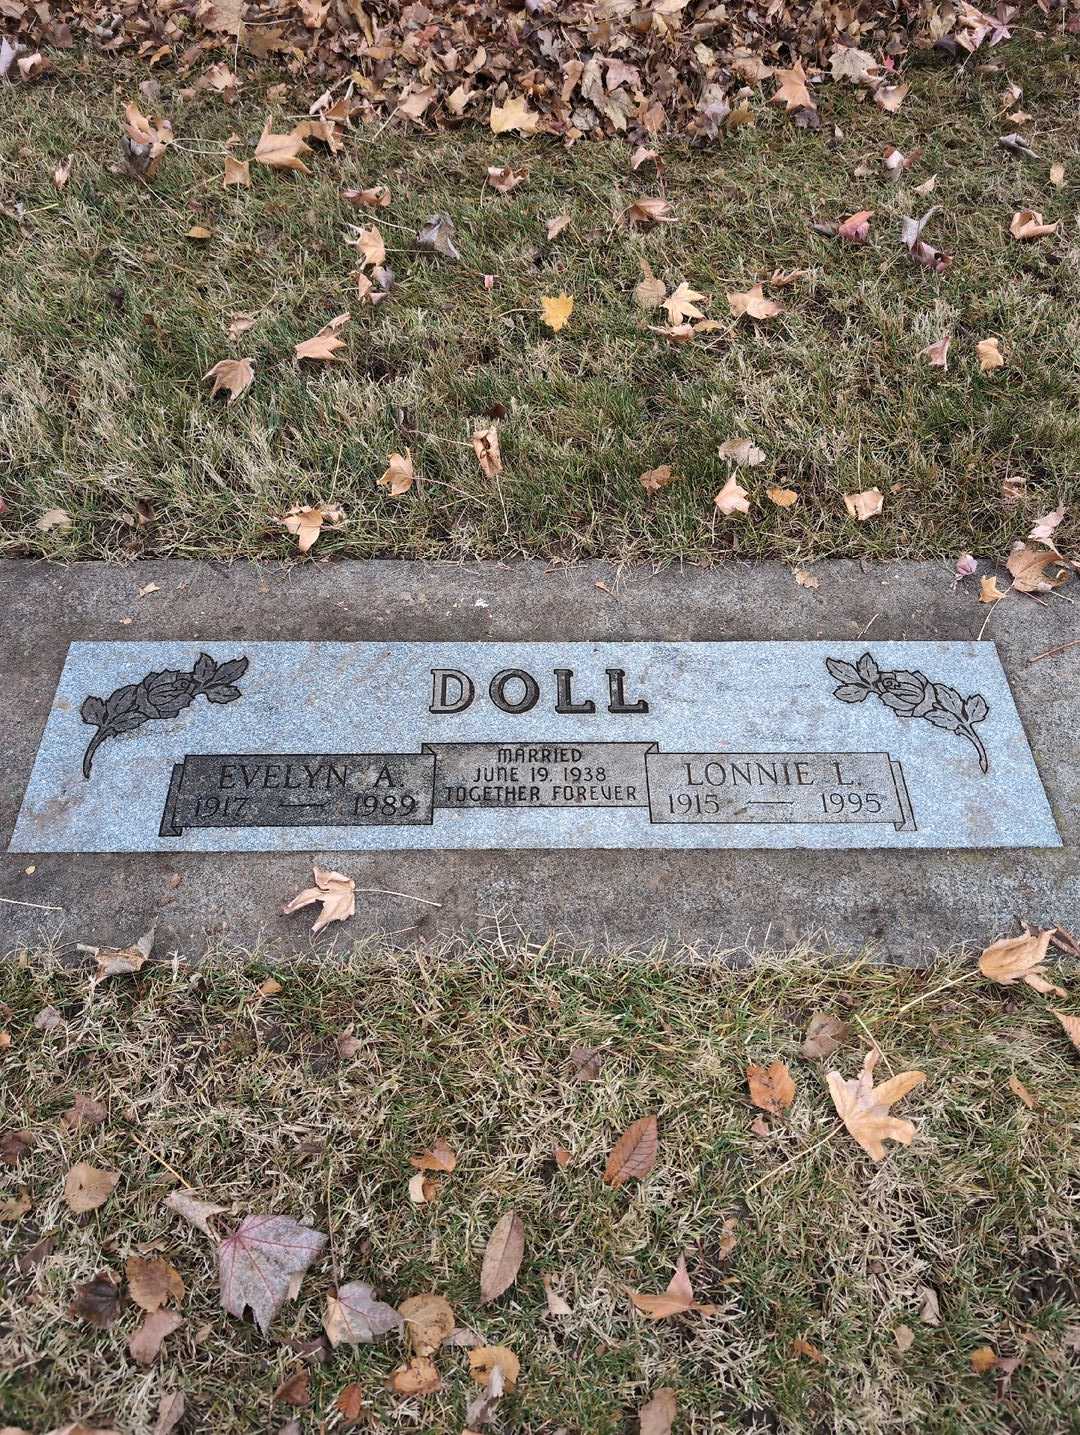 DOLL
EVELYN A.
1917 — 1989
MARRIED
JUNE 19, 1938
TOGETHER FOREVER
LONNIE L.
1915 — 1995